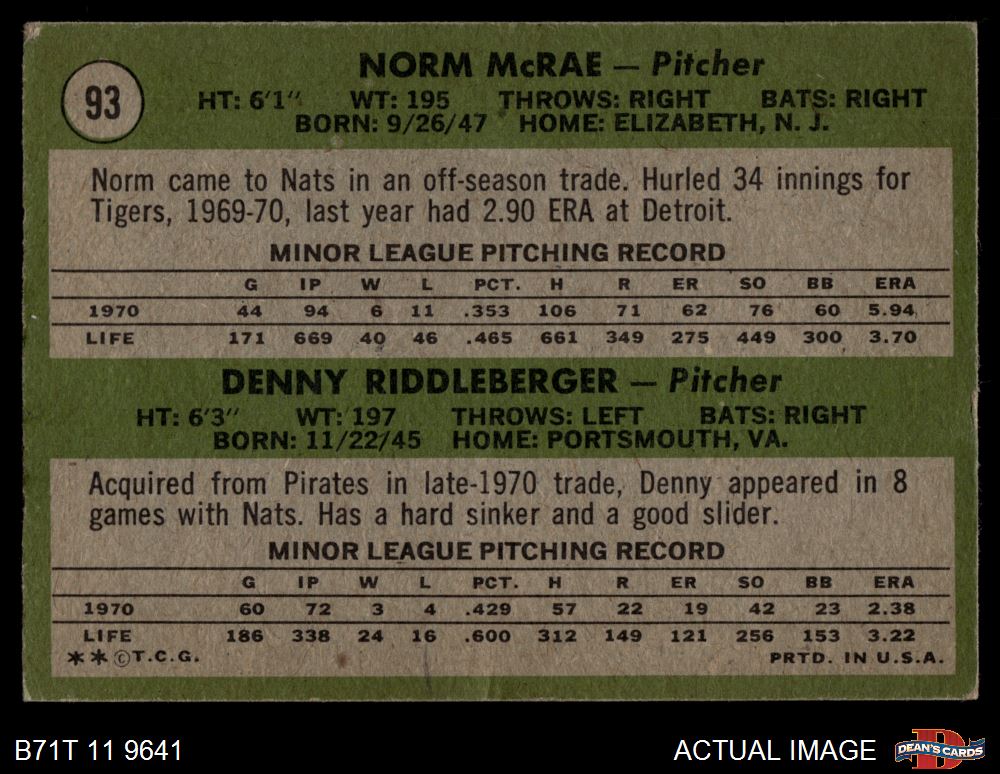 93
NORM McRAE — Pitcher
HT: 6'1" WT: 195 THROWS: RIGHT BATS: RIGHT
BORN: 9/26/47 HOME: ELIZABETH, N. J.
Norm came to Nats in an off-season trade. Hurled 34 innings for
Tigers, 1969-70, last year had 2.90 ERA at Detroit.
MINOR LEAGUE PITCHING RECORD
G IP W L PCT. H R ER SO BB ERA
1970 44 94 6 11 .353 106 71 62 76 60 5.94
LIFE 171 669 40 46 .465 661 349 275 449 300 3.70
DENNY RIDDLEBERGER — Pitcher
HT: 6'3" WT: 197 THROWS: LEFT BATS: RIGHT
BORN: 11/22/45 HOME: PORTSMOUTH, VA.
Acquired from Pirates in late-1970 trade, Denny appeared in 8
games with Nats. Has a hard sinker and a good slider.
MINOR LEAGUE PITCHING RECORD
G IP W L PCT. H R ER SO BB ERA
1970 60 72 3 4 .429 57 22 19 42 23 2.38
LIFE 186 338 24 16 .600 312 149 121 256 153 3.22
**©T.C.G. PRTD. IN U.S.A.
B71T 11 9641 ACTUAL IMAGE DEAN'S CARDS